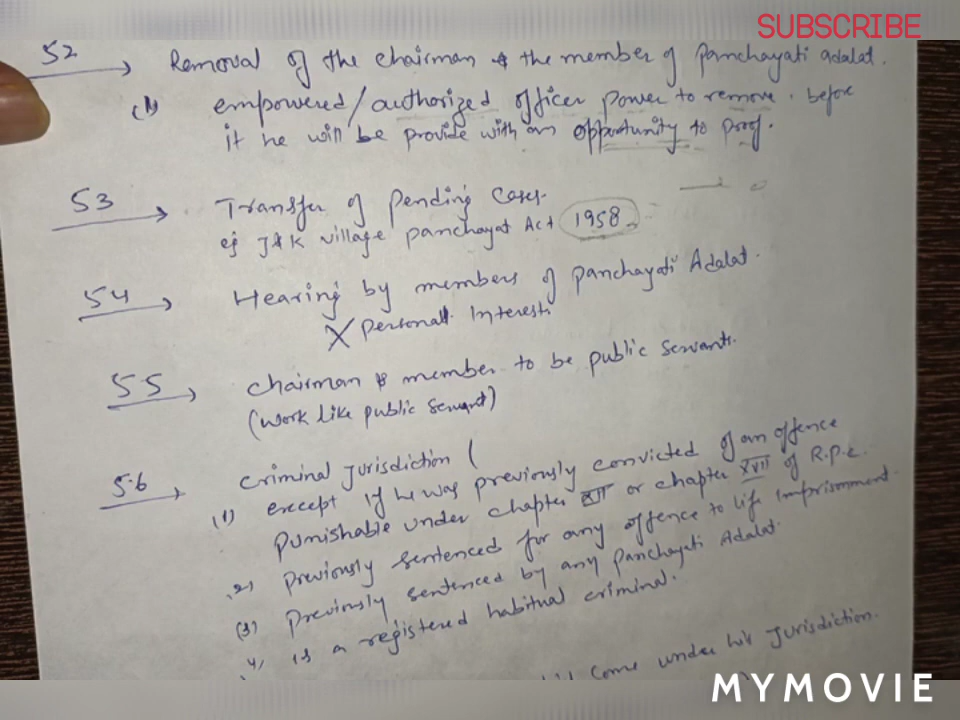 SUBSCRIBE
52 → Removal of the chairman & the member of panchayati adalat.
(1) empowered/authorized officer power to remove. before
it he will be provide with an opportunity to proof.
53 → Transfer of pending cases.
eg J&K village panchayat Act 1958
54 → Hearing by members of panchayati Adalat.
X personal Interest
55 → chairman & member to be public servants.
(work like public servant)
56 → criminal jurisdiction (
(1) except if he was previously convicted of an offence
punishable under chapter XII or chapter XVII of R.p.c.
(2) previously sentenced for any offence to life imprisonment.
(3) previously sentenced by any panchayati Adalat
4) is a registered habitual criminal.
come under his jurisdiction.
MYMOVIE